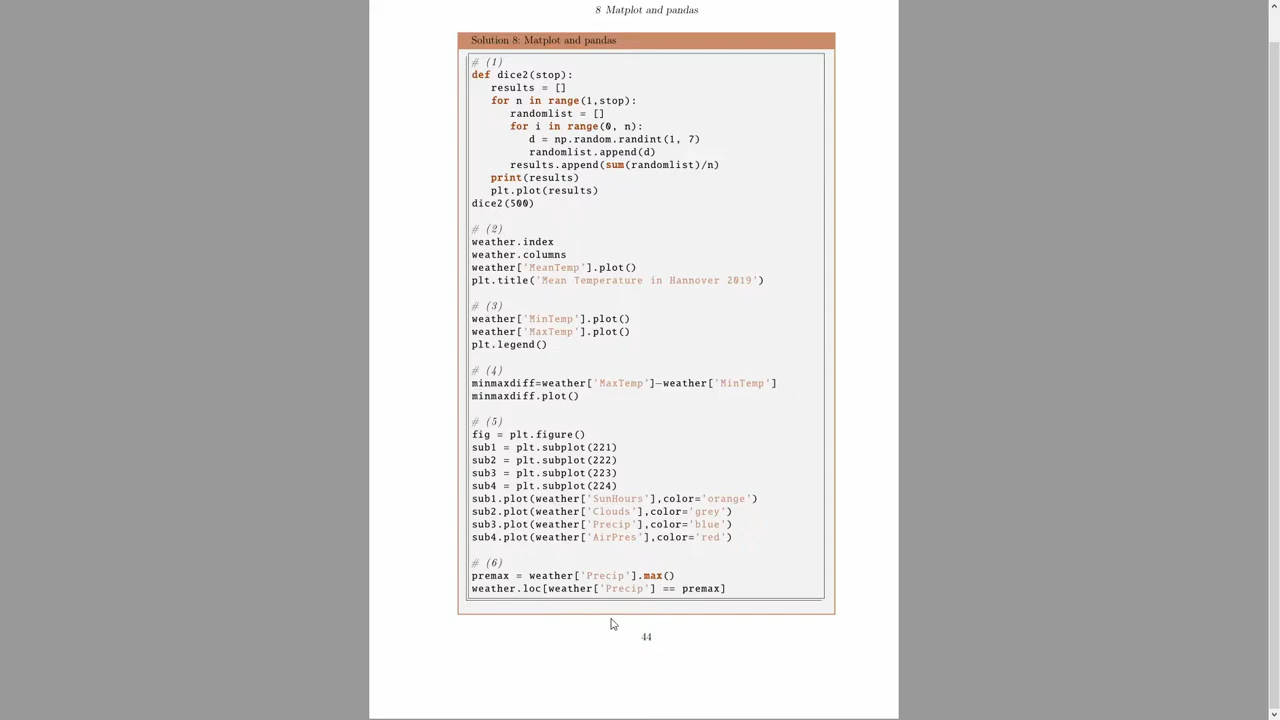 8 Matplot and pandas
Solution 8: Matplot and pandas
# (1)
def dice2(stop):
results = []
for n in range(1,stop):
randomlist = []
for i in range(0, n):
d = np.random.randint(1, 7)
randomlist.append(d)
results.append(sum(randomlist)/n)
print(results)
plt.plot(results)
dice2(500)
# (2)
weather.index
weather.columns
weather['MeanTemp'].plot()
plt.title('Mean Temperature in Hannover 2019')
# (3)
weather['MinTemp'].plot()
weather['MaxTemp'].plot()
plt.legend()
# (4)
minmaxdiff=weather['MaxTemp']−weather['MinTemp']
minmaxdiff.plot()
# (5)
fig = plt.figure()
sub1 = plt.subplot(221)
sub2 = plt.subplot(222)
sub3 = plt.subplot(223)
sub4 = plt.subplot(224)
sub1.plot(weather['SunHours'],color='orange')
sub2.plot(weather['Clouds'],color='grey')
sub3.plot(weather['Precip'],color='blue')
sub4.plot(weather['AirPres'],color='red')
# (6)
premax = weather['Precip'].max()
weather.loc[weather['Precip'] == premax]
44